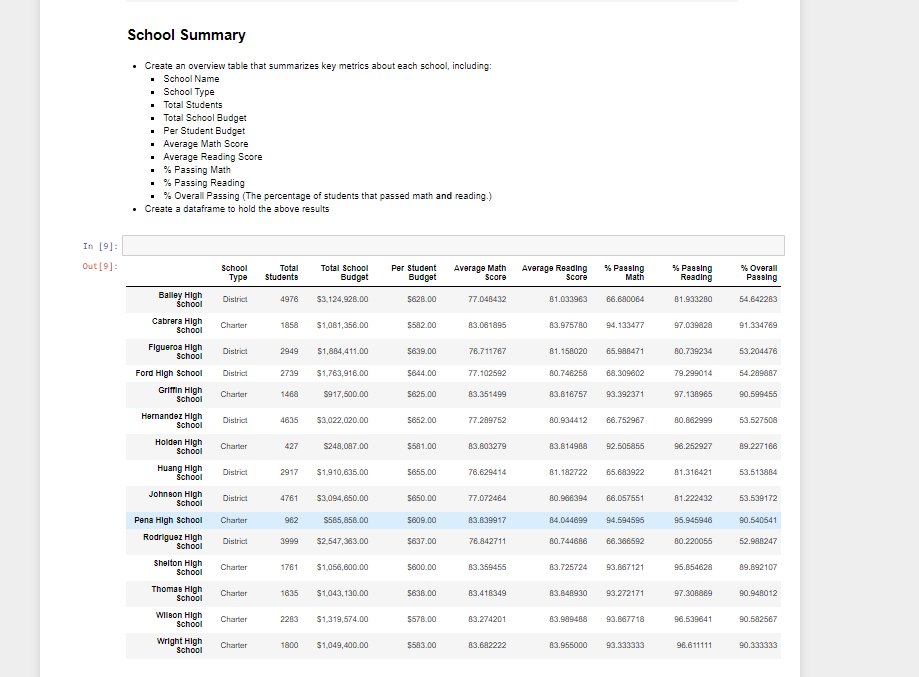 School Summary
Create an overview table that summarizes key metrics about each school, including:
School Name
School Type
Total Students
Total School Budget
Per Student Budget
Average Math Score
Average Reading Score
% Passing Math
% Passing Reading
% Overall Passing (The percentage of students that passed math and reading.)
Create a dataframe to hold the above results
In [9]:
Out[9]:
School Type Total Students Total School Budget Per Student Budget Average Math Score Average Reading Score % Passing Math % Passing Reading % Overall Passing
Bailey High School District 4976 $3,124,928.00 $628.00 77.048432 81.033963 66.680064 81.933280 54.642283
Cabrera High School Charter 1858 $1,081,356.00 $582.00 83.061895 83.975780 94.133477 97.039828 91.334769
Figueroa High School District 2949 $1,884,411.00 $639.00 76.711767 81.158020 65.988471 80.739234 53.204476
Ford High School District 2739 $1,763,916.00 $644.00 77.102592 80.746258 68.309602 79.299014 54.289887
Griffin High School Charter 1468 $917,500.00 $625.00 83.351499 83.816757 93.392371 97.138965 90.599455
Hernandez High School District 4635 $3,022,020.00 $652.00 77.289752 80.934412 66.752967 80.862999 53.527508
Holden High School Charter 427 $248,087.00 $581.00 83.803279 83.814988 92.505855 96.252927 89.227166
Huang High School District 2917 $1,910,635.00 $655.00 76.629414 81.182722 65.683922 81.316421 53.513884
Johnson High School District 4761 $3,094,650.00 $650.00 77.072464 80.966394 66.057551 81.222432 53.539172
Pena High School Charter 962 $585,858.00 $609.00 83.839917 84.044699 94.594595 95.945946 90.540541
Rodriguez High School District 3999 $2,547,363.00 $637.00 76.842711 80.744686 66.366592 80.220055 52.988247
Shelton High School Charter 1761 $1,056,600.00 $600.00 83.359455 83.725724 93.867121 95.854628 89.892107
Thomas High School Charter 1635 $1,043,130.00 $638.00 83.418349 83.848930 93.272171 97.308869 90.948012
Wilson High School Charter 2283 $1,319,574.00 $578.00 83.274201 83.989488 93.867718 96.539641 90.582567
Wright High School Charter 1800 $1,049,400.00 $583.00 83.682222 83.955000 93.333333 96.611111 90.333333